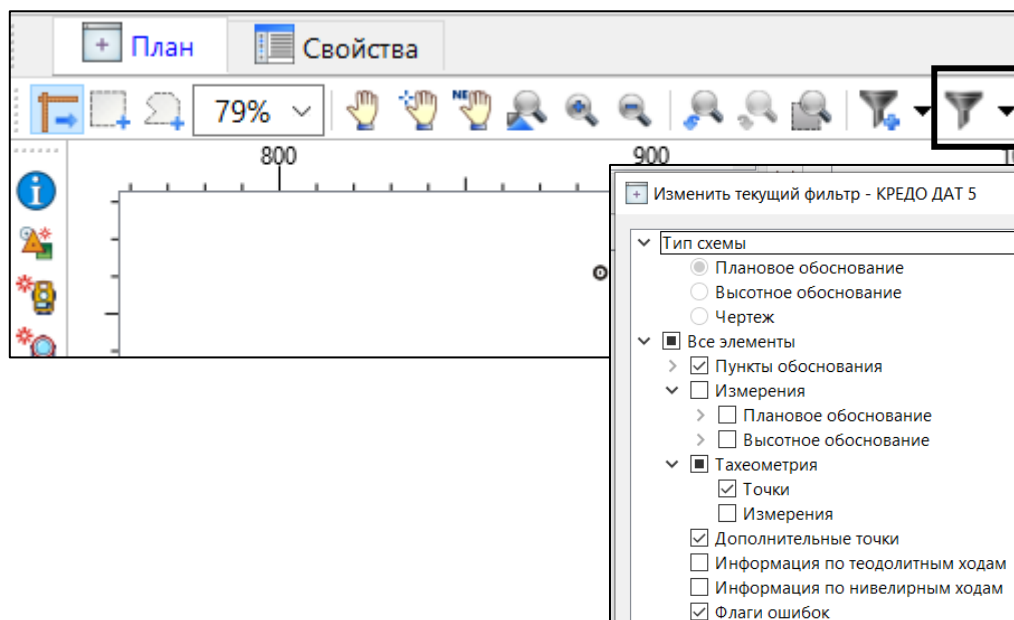 План
Свойства
79%
NE
800
900
10
Изменить текущий фильтр - КРЕДО ДАТ 5
Тип схемы
Плановое обоснование
Высотное обоснование
Чертеж
Все элементы
Пункты обоснования
Измерения
Плановое обоснование
Высотное обоснование
Тахеометрия
Точки
Измерения
Дополнительные точки
Информация по теодолитным ходам
Информация по нивелирным ходам
Флаги ошибок